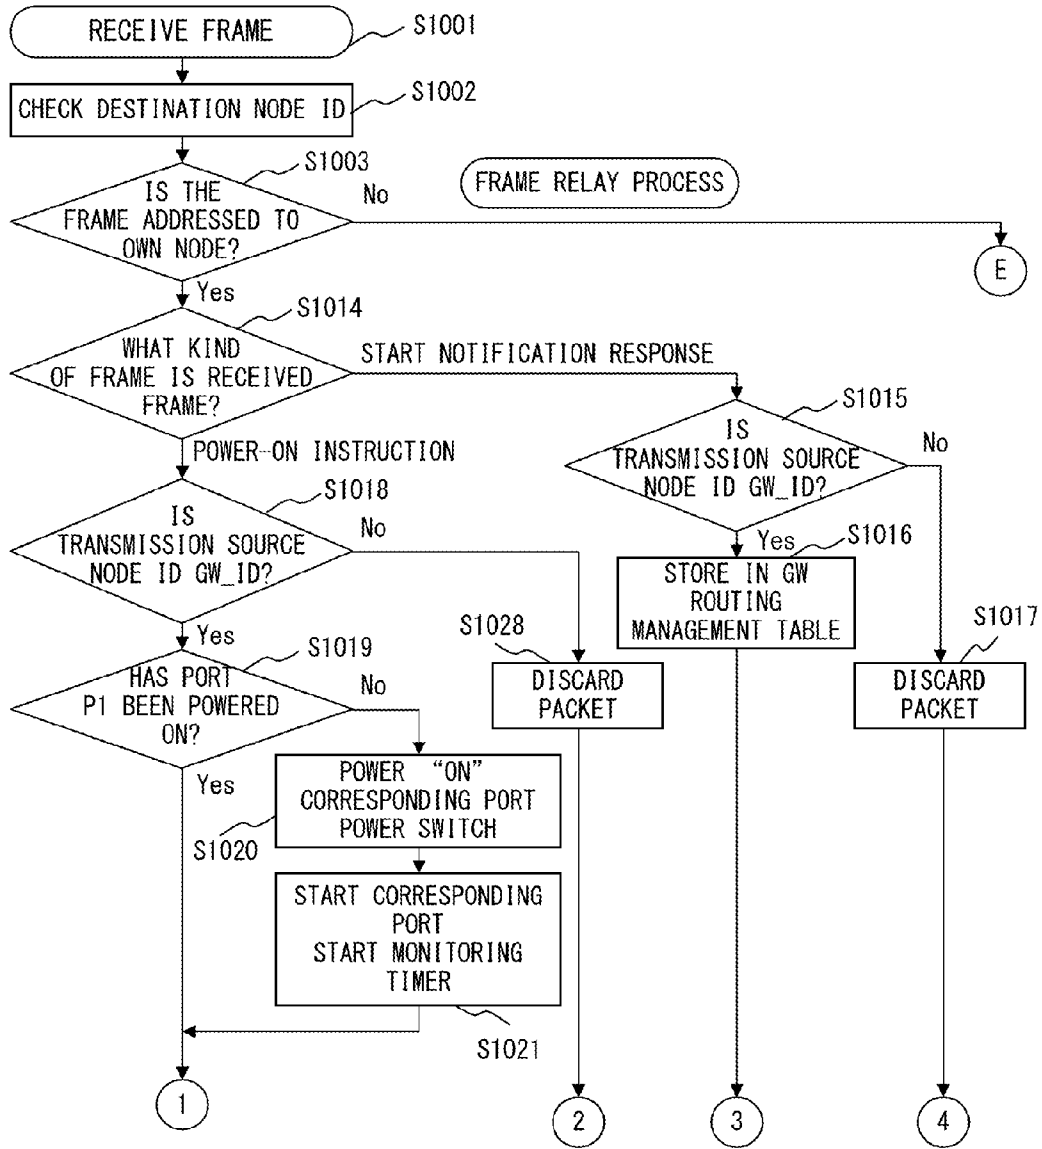 RECEIVE FRAME
S1001
CHECK DESTINATION NODE ID
S1002
IS THE
FRAME ADDRESSED TO
OWN NODE?
S1003
No
FRAME RELAY PROCESS
E
Yes
WHAT KIND
OF FRAME IS RECEIVED
FRAME?
S1014
START NOTIFICATION RESPONSE
POWER-ON INSTRUCTION
IS
TRANSMISSION SOURCE
NODE ID GW_ID?
S1015
No
Yes
IS
TRANSMISSION SOURCE
NODE ID GW_ID?
S1018
No
STORE IN GW
ROUTING
MANAGEMENT TABLE
S1016
Yes
HAS PORT
P1 BEEN POWERED
ON?
S1019
No
S1028
DISCARD
PACKET
S1017
DISCARD
PACKET
Yes
POWER “ON”
CORRESPONDING PORT
POWER SWITCH
S1020
START CORRESPONDING
PORT
START MONITORING
TIMER
S1021
1
2
3
4